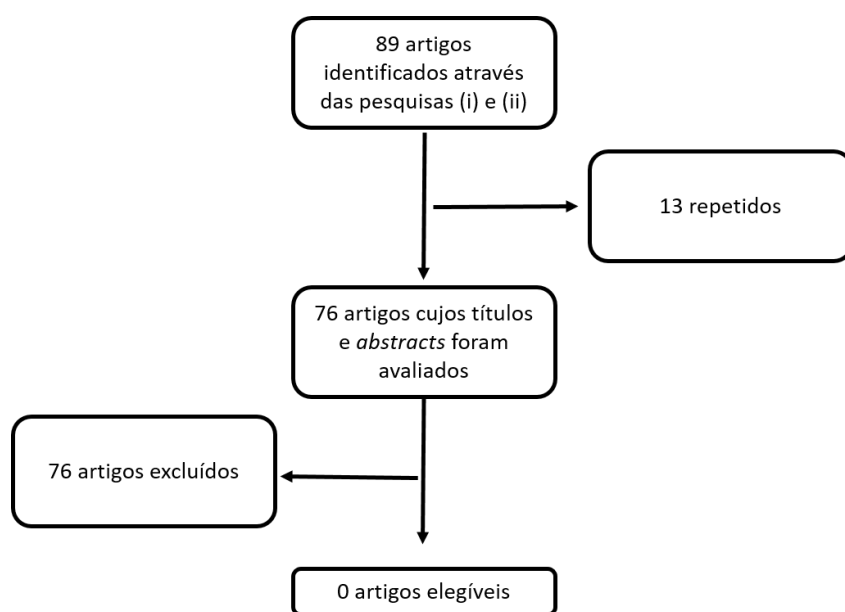 89 artigos
identificados através
das pesquisas (i) e (ii)
13 repetidos
76 artigos cujos títulos
e abstracts foram
avaliados
76 artigos excluídos
0 artigos elegíveis